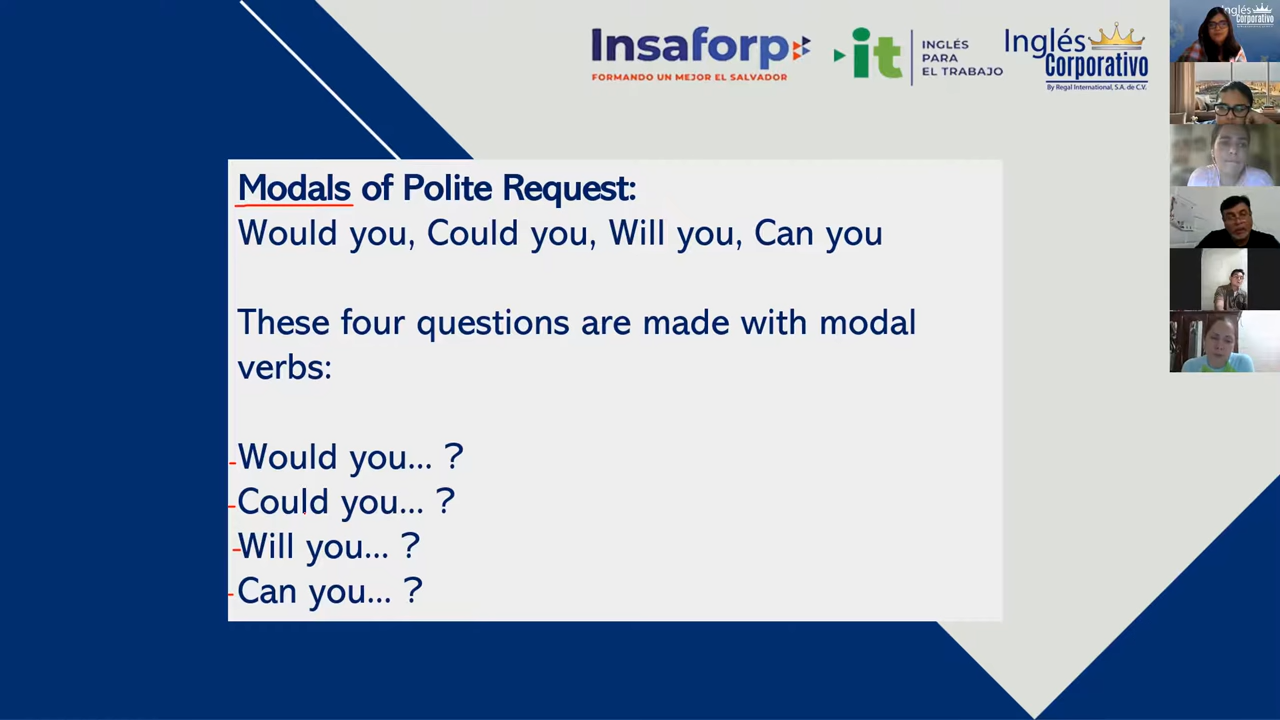 Insaforp
FORMANDO UN MEJOR EL SALVADOR
it
INGLÉS
PARA
EL TRABAJO
Inglés
Corporativo
By Regal International, S.A. de C.V.
Inglés
Corporativo
Modals of Polite Request:
Would you, Could you, Will you, Can you
These four questions are made with modal
verbs:
Would you... ?
Could you... ?
Will you... ?
Can you... ?